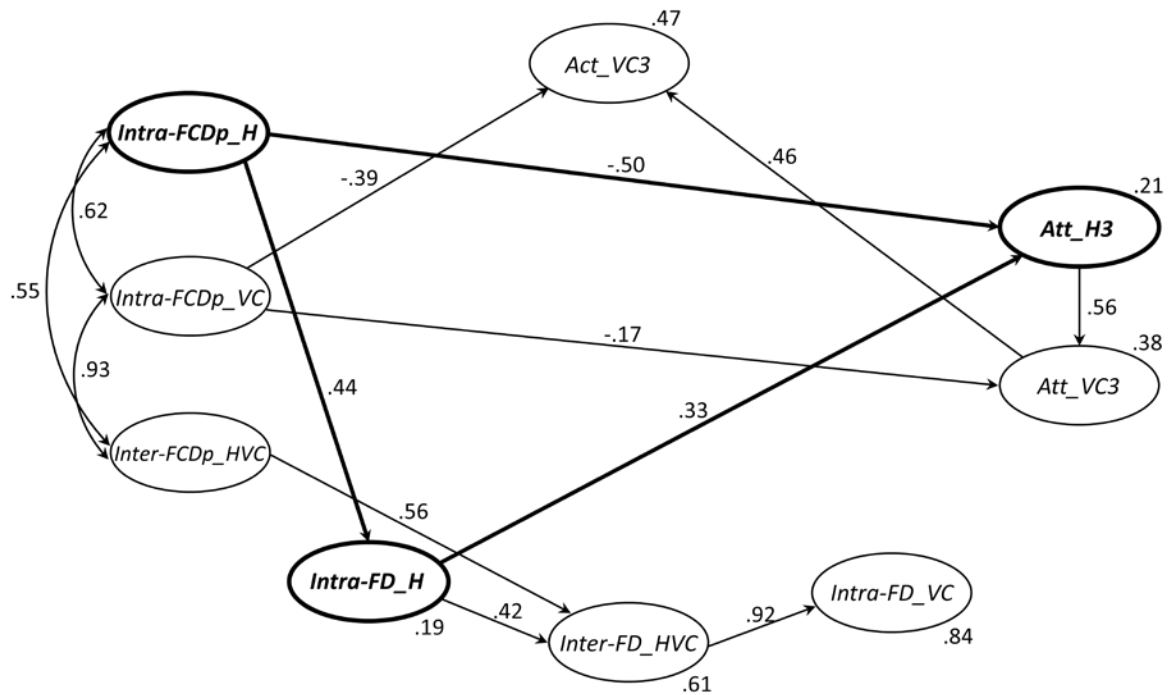 .47
Act_VC3
Intra-FCDp_H
.46
-.50
-.39
.21
.62
Att_H3
.55
Intra-FCDp_VC
.56
-.17
.38
.93
.44
Att_VC3
.33
Inter-FCDp_HVC
.56
Intra-FD_H
Intra-FD_VC
.42
.92
.19
Inter-FD_HVC
.84
.61